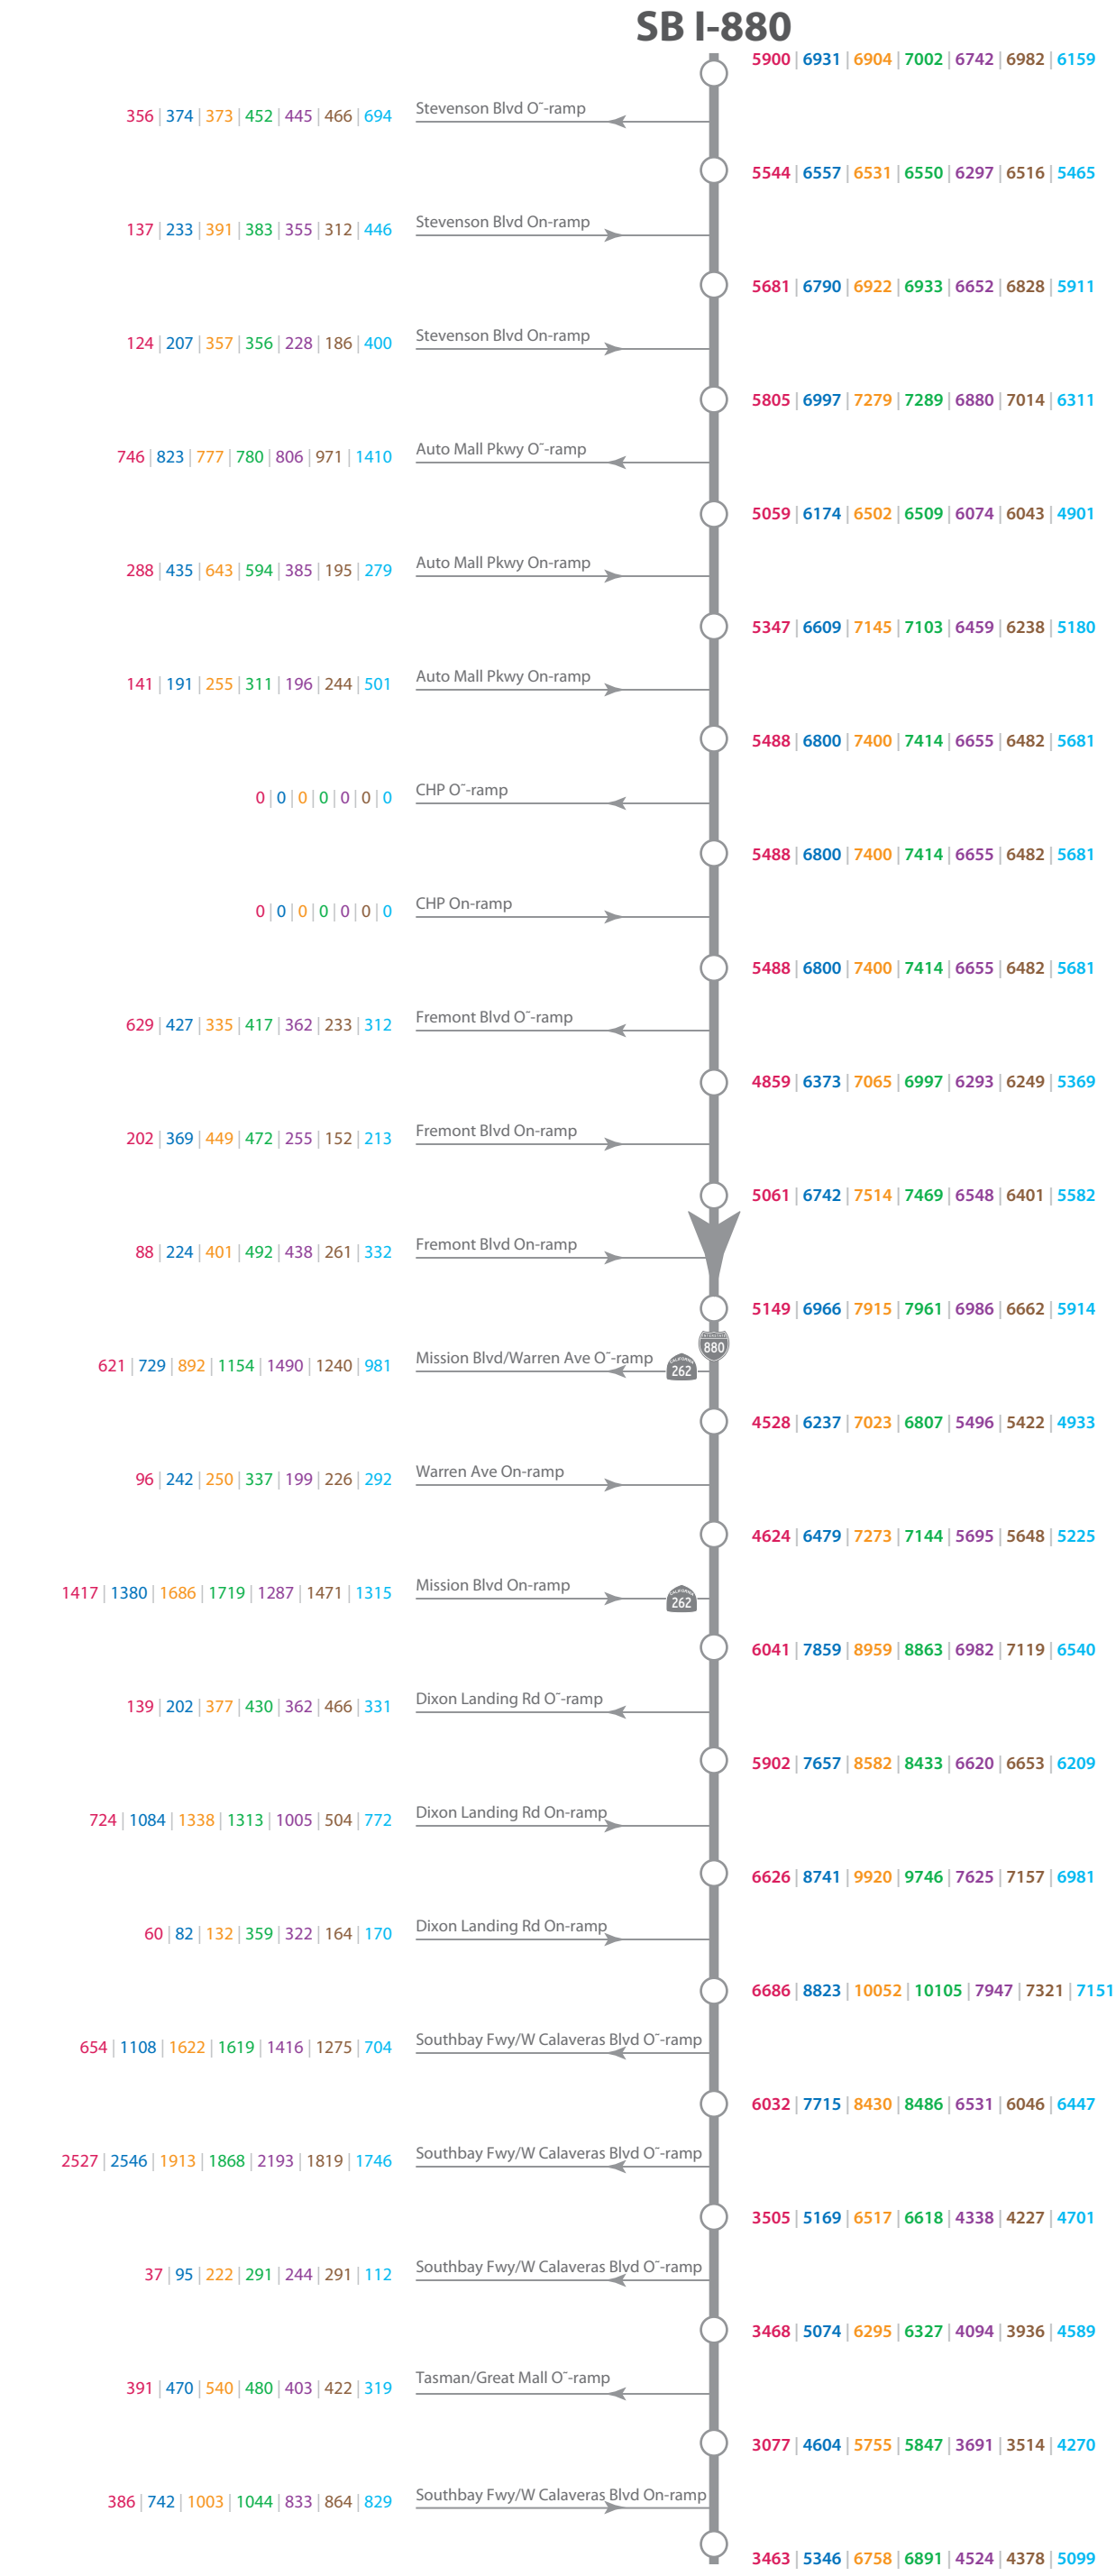 SB I-880
5900 | 6931 | 6904 | 7002 | 6742 | 6982 | 6159
356 | 374 | 373 | 452 | 445 | 466 | 694 Stevenson Blvd O˜-ramp
5544 | 6557 | 6531 | 6550 | 6297 | 6516 | 5465
137 | 233 | 391 | 383 | 355 | 312 | 446 Stevenson Blvd On-ramp
5681 | 6790 | 6922 | 6933 | 6652 | 6828 | 5911
124 | 207 | 357 | 356 | 228 | 186 | 400 Stevenson Blvd On-ramp
5805 | 6997 | 7279 | 7289 | 6880 | 7014 | 6311
746 | 823 | 777 | 780 | 806 | 971 | 1410 Auto Mall Pkwy O˜-ramp
5059 | 6174 | 6502 | 6509 | 6074 | 6043 | 4901
288 | 435 | 643 | 594 | 385 | 195 | 279 Auto Mall Pkwy On-ramp
5347 | 6609 | 7145 | 7103 | 6459 | 6238 | 5180
141 | 191 | 255 | 311 | 196 | 244 | 501 Auto Mall Pkwy On-ramp
5488 | 6800 | 7400 | 7414 | 6655 | 6482 | 5681
0 | 0 | 0 | 0 | 0 | 0 | 0 CHP O˜-ramp
5488 | 6800 | 7400 | 7414 | 6655 | 6482 | 5681
0 | 0 | 0 | 0 | 0 | 0 | 0 CHP On-ramp
5488 | 6800 | 7400 | 7414 | 6655 | 6482 | 5681
629 | 427 | 335 | 417 | 362 | 233 | 312 Fremont Blvd O˜-ramp
4859 | 6373 | 7065 | 6997 | 6293 | 6249 | 5369
202 | 369 | 449 | 472 | 255 | 152 | 213 Fremont Blvd On-ramp
5061 | 6742 | 7514 | 7469 | 6548 | 6401 | 5582
88 | 224 | 401 | 492 | 438 | 261 | 332 Fremont Blvd On-ramp
5149 | 6966 | 7915 | 7961 | 6986 | 6662 | 5914
880
621 | 729 | 892 | 1154 | 1490 | 1240 | 981 Mission Blvd/Warren Ave O˜-ramp CALIFORNIA 262
4528 | 6237 | 7023 | 6807 | 5496 | 5422 | 4933
96 | 242 | 250 | 337 | 199 | 226 | 292 Warren Ave On-ramp
4624 | 6479 | 7273 | 7144 | 5695 | 5648 | 5225
1417 | 1380 | 1686 | 1719 | 1287 | 1471 | 1315 Mission Blvd On-ramp CALIFORNIA 262
6041 | 7859 | 8959 | 8863 | 6982 | 7119 | 6540
139 | 202 | 377 | 430 | 362 | 466 | 331 Dixon Landing Rd O˜-ramp
5902 | 7657 | 8582 | 8433 | 6620 | 6653 | 6209
724 | 1084 | 1338 | 1313 | 1005 | 504 | 772 Dixon Landing Rd On-ramp
6626 | 8741 | 9920 | 9746 | 7625 | 7157 | 6981
60 | 82 | 132 | 359 | 322 | 164 | 170 Dixon Landing Rd On-ramp
6686 | 8823 | 10052 | 10105 | 7947 | 7321 | 7151
654 | 1108 | 1622 | 1619 | 1416 | 1275 | 704 Southbay Fwy/W Calaveras Blvd O˜-ramp
6032 | 7715 | 8430 | 8486 | 6531 | 6046 | 6447
2527 | 2546 | 1913 | 1868 | 2193 | 1819 | 1746 Southbay Fwy/W Calaveras Blvd O˜-ramp
3505 | 5169 | 6517 | 6618 | 4338 | 4227 | 4701
37 | 95 | 222 | 291 | 244 | 291 | 112 Southbay Fwy/W Calaveras Blvd O˜-ramp
3468 | 5074 | 6295 | 6327 | 4094 | 3936 | 4589
391 | 470 | 540 | 480 | 403 | 422 | 319 Tasman/Great Mall O˜-ramp
3077 | 4604 | 5755 | 5847 | 3691 | 3514 | 4270
386 | 742 | 1003 | 1044 | 833 | 864 | 829 Southbay Fwy/W Calaveras Blvd On-ramp
3463 | 5346 | 6758 | 6891 | 4524 | 4378 | 5099